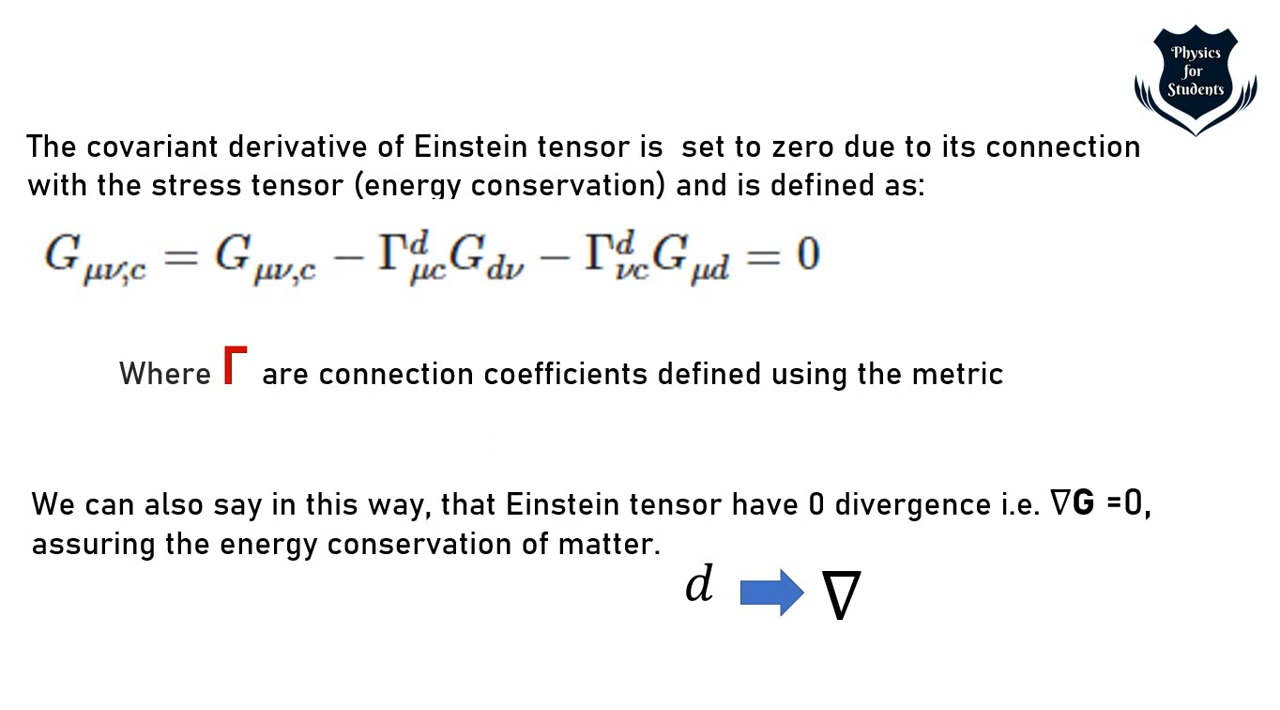 Physics
for
Students
The covariant derivative of Einstein tensor is set to zero due to its connection
with the stress tensor (energy conservation) and is defined as:
G_{μν;c} = G_{μν,c} − Γ^d_{μc}G_{dν} − Γ^d_{νc}G_{μd} = 0
Where Γ are connection coefficients defined using the metric
We can also say in this way, that Einstein tensor have 0 divergence i.e. ∇G =0,
assuring the energy conservation of matter.
d ∇